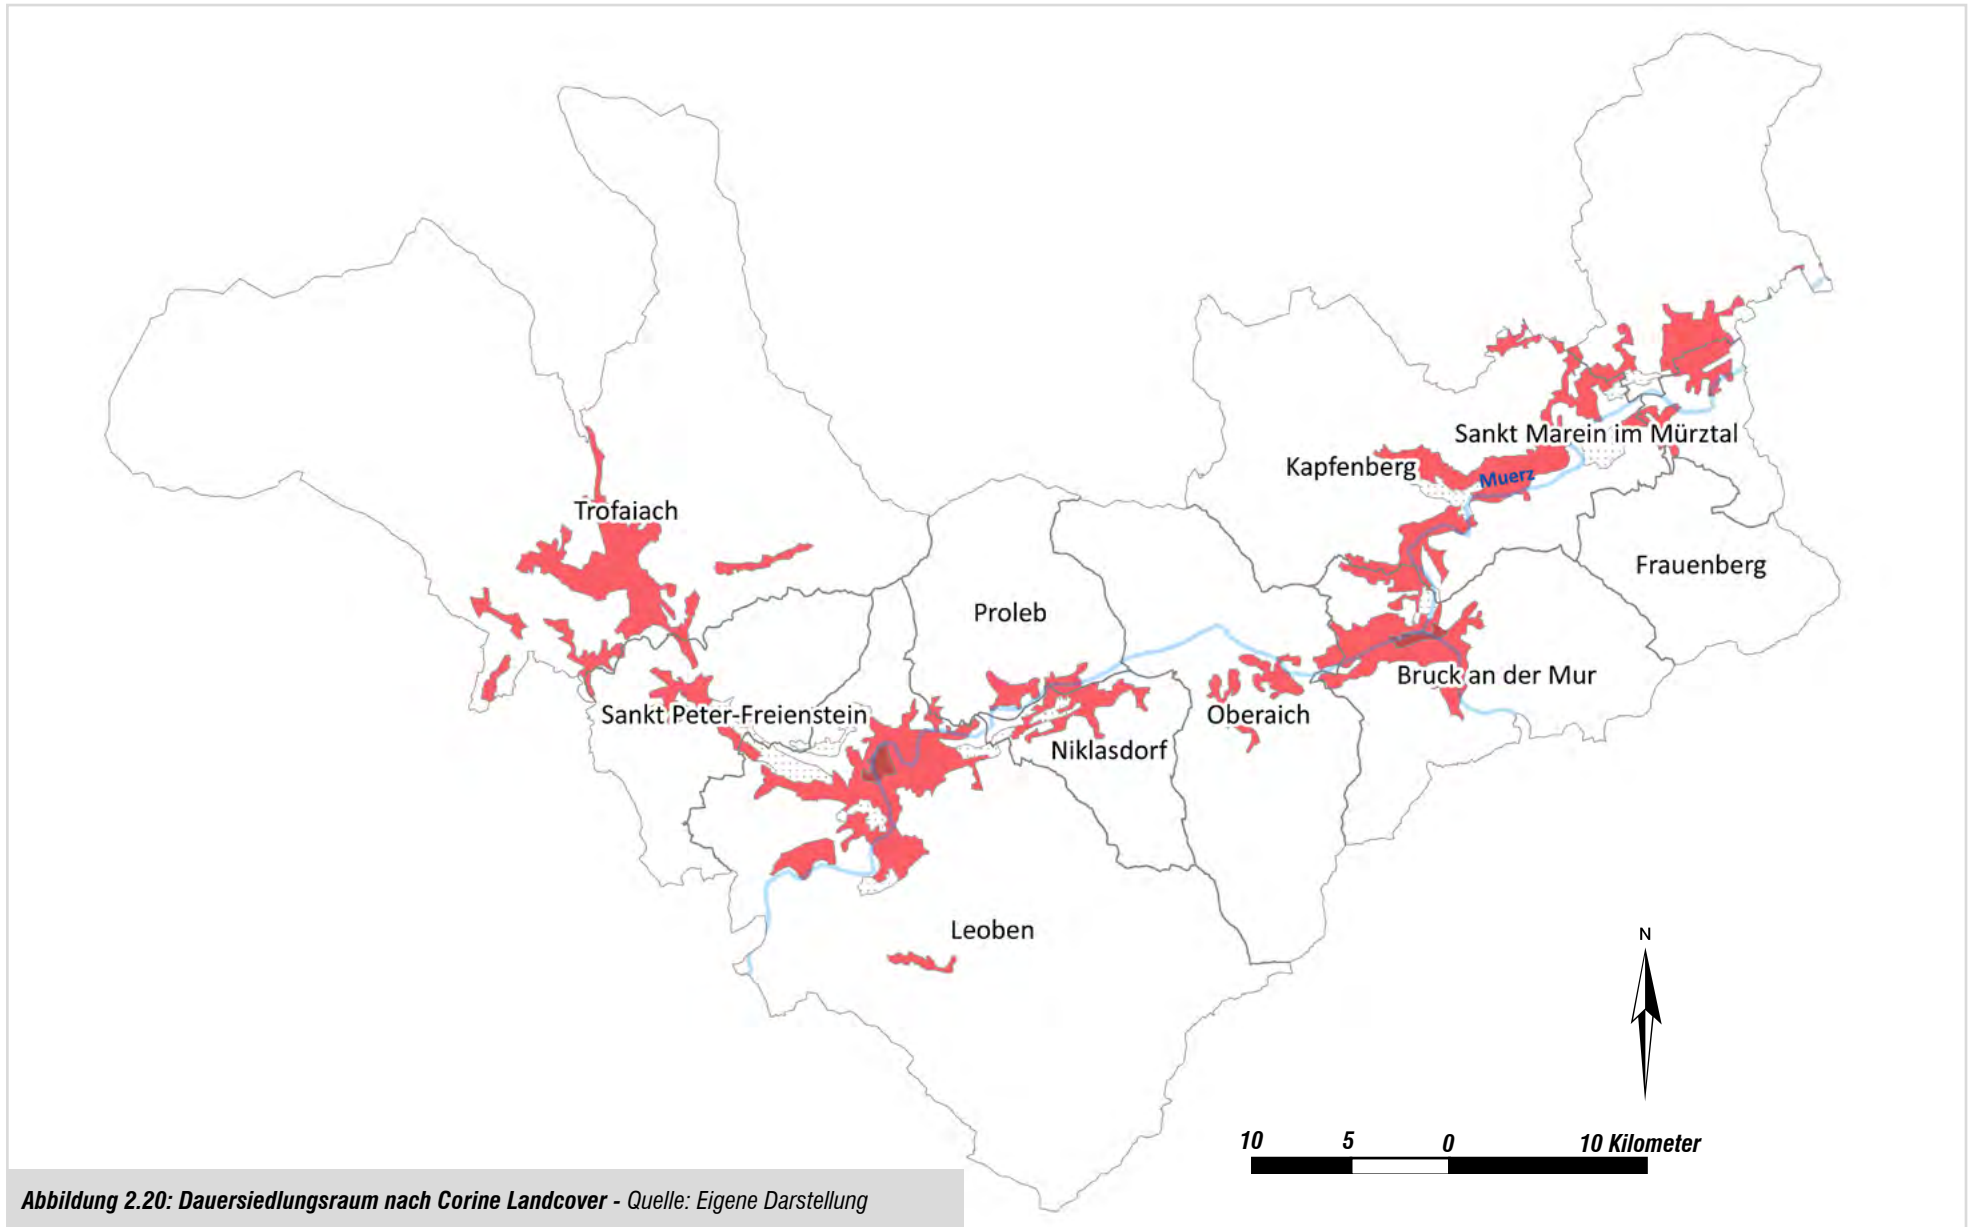 Sankt Marein im Mürztal
Kapfenberg
Muerz
Trofaiach
Frauenberg
Proleb
Bruck an der Mur
Sankt Peter-Freienstein
Oberaich
Niklasdorf
Leoben
N
10 5 0 10 Kilometer
Abbildung 2.20: Dauersiedlungsraum nach Corine Landcover - Quelle: Eigene Darstellung